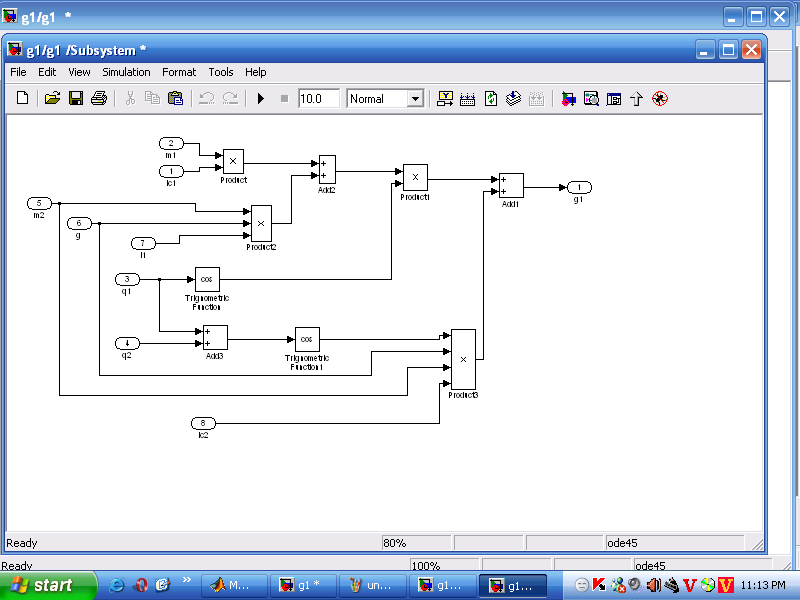 g1/g1 *
g1/g1 /Subsystem *
File Edit View Simulation Format Tools Help
10.0 Normal
2
m1
1
lc1
×
Product
+
+
Add2
×
Product1
+
+
Add1
1
g1
5
m2
6
g
7
l1
×
Product2
3
q1
cos
Trigonometric
Function
4
q2
+
+
Add3
cos
Trigonometric
Function1
×
Product3
8
lc2
Ready 80% ode45
Ready 100% ode45
start » M... g1 * un... g1... g1... 11:13 PM